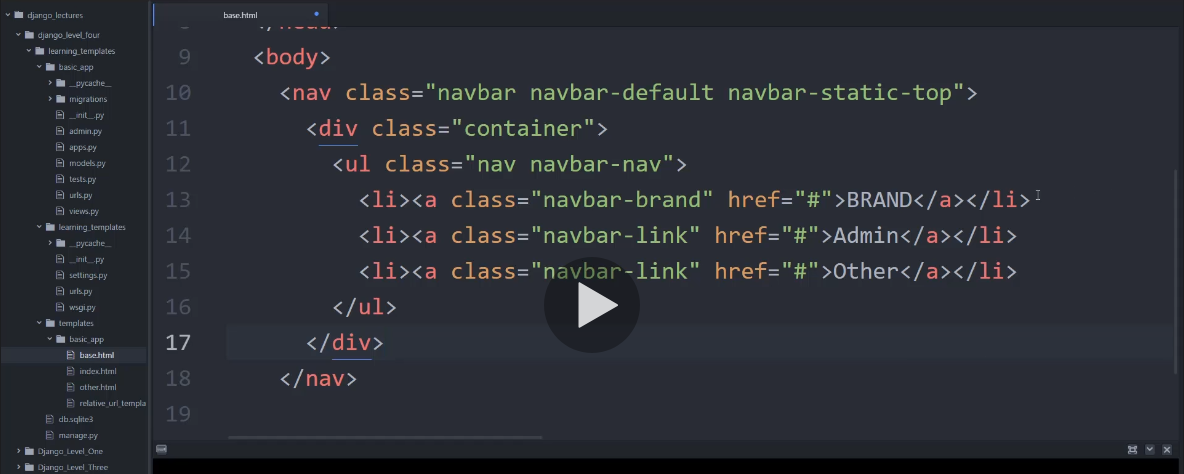 django_lectures
django_level_four
learning_templates
basic_app
__pycache__
migrations
__init__.py
admin.py
apps.py
models.py
tests.py
urls.py
views.py
learning_templates
__pycache__
__init__.py
settings.py
urls.py
wsgi.py
templates
basic_app
base.html
index.html
other.html
relative_url_templa
db.sqlite3
manage.py
Django_Level_One
Django_Level_Three
base.html
9 <body>
10 <nav class="navbar navbar-default navbar-static-top">
11 <div class="container">
12 <ul class="nav navbar-nav">
13 <li><a class="navbar-brand" href="#">BRAND</a></li>
14 <li><a class="navbar-link" href="#">Admin</a></li>
15 <li><a class="navbar-link" href="#">Other</a></li>
16 </ul>
17 </div>
18 </nav>
19